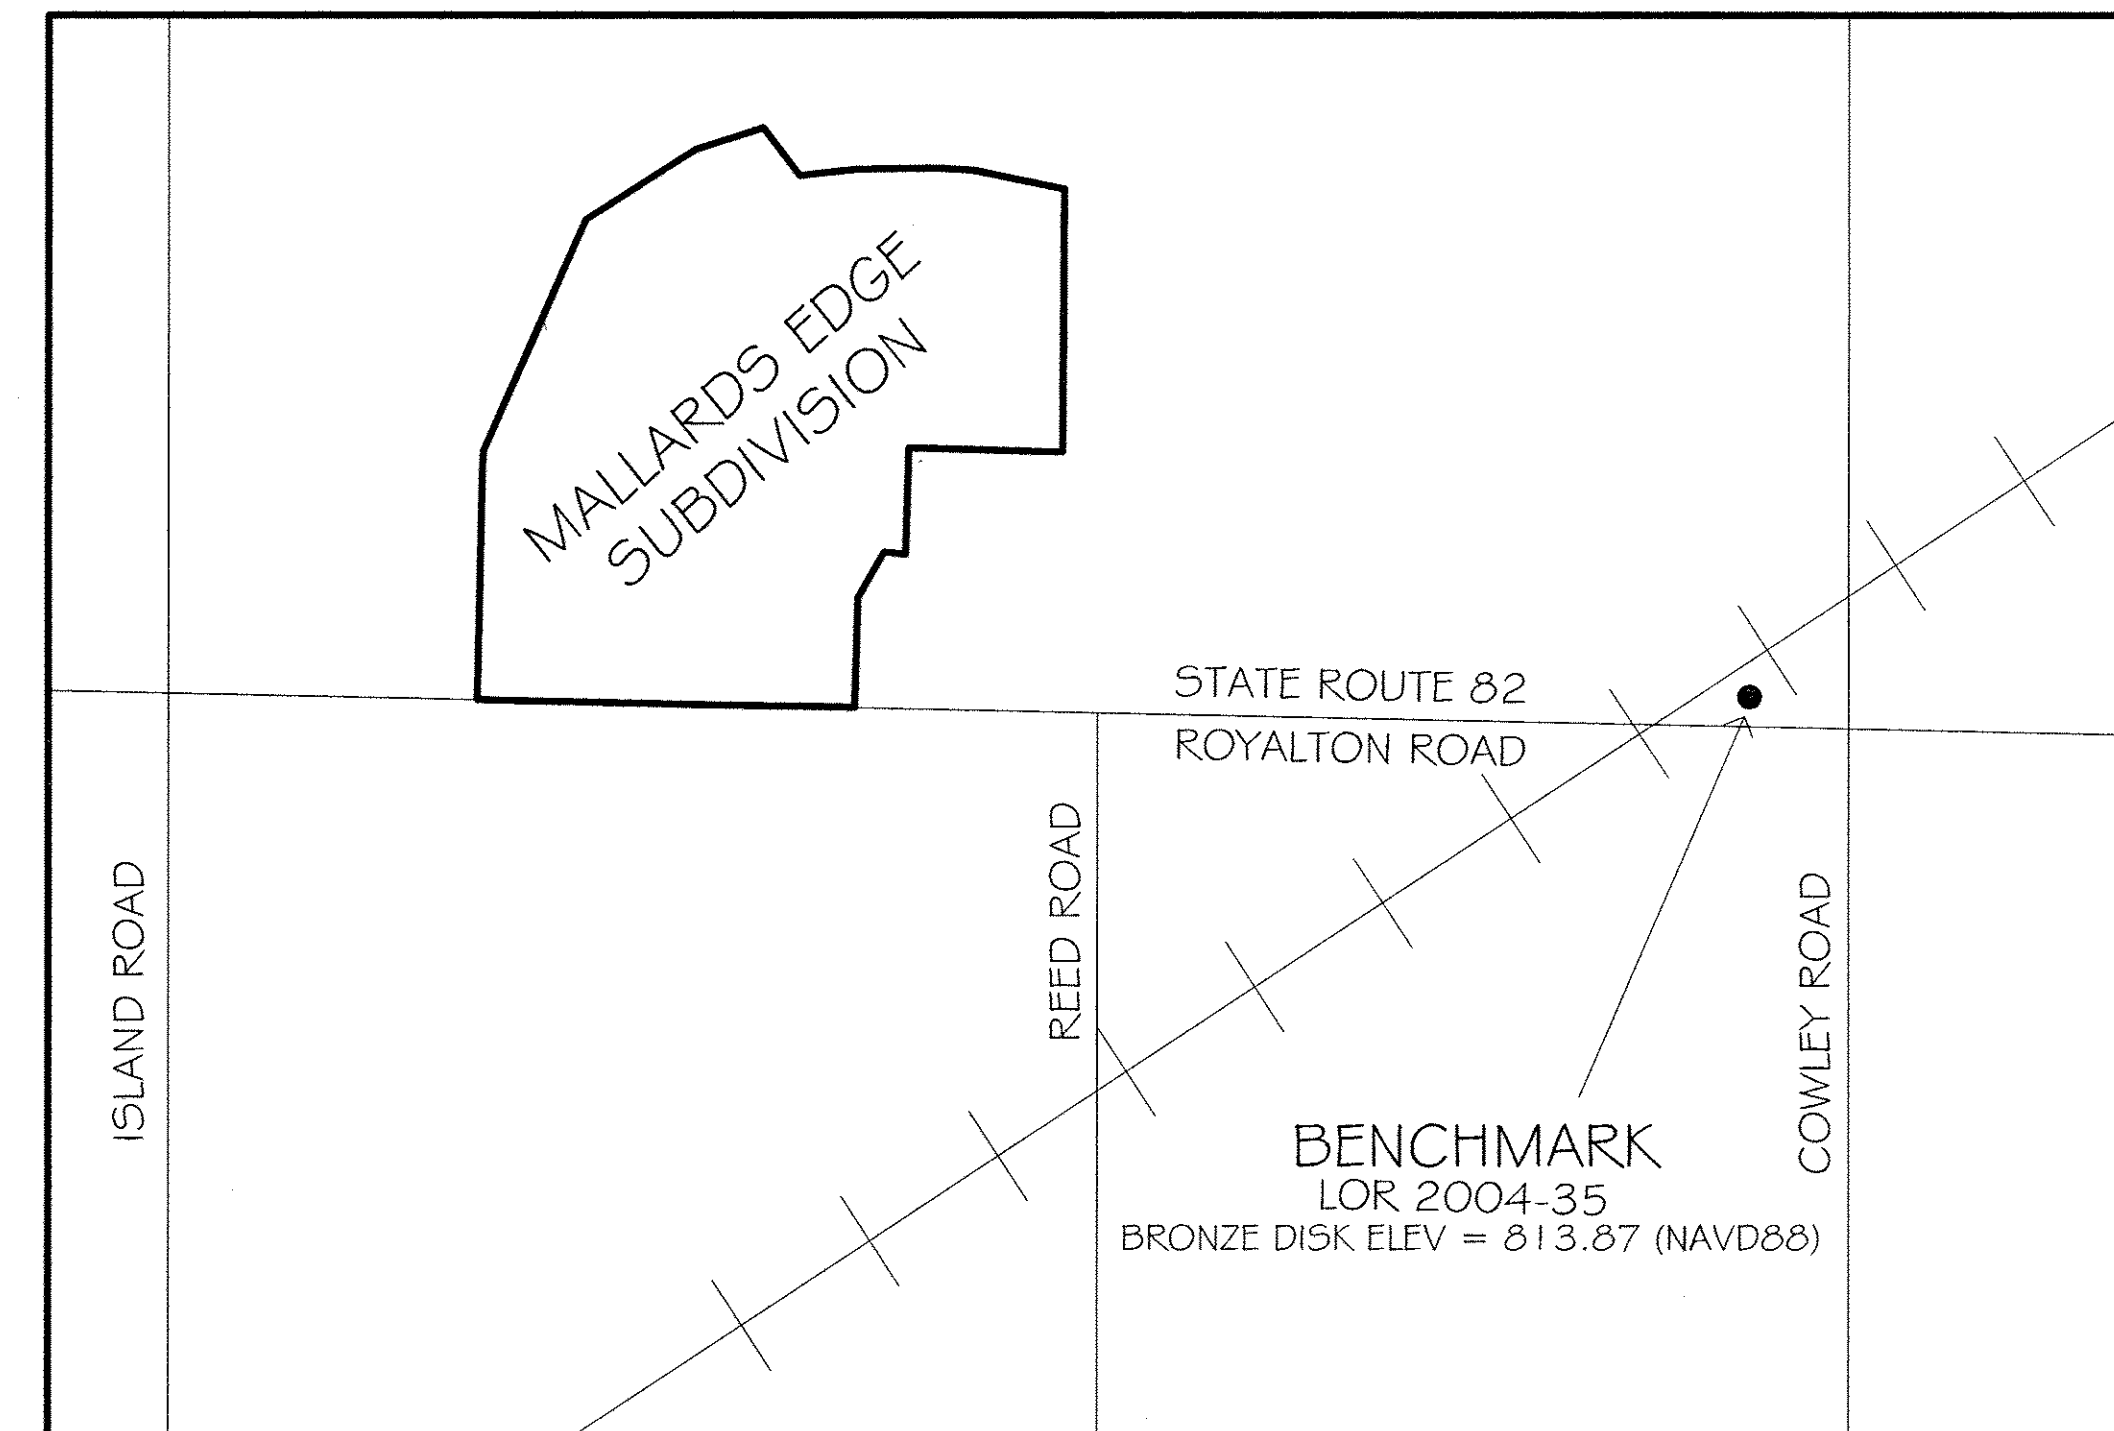 MALLARDS EDGE
SUBDIVISION
STATE ROUTE 82
ROYALTON ROAD
ISLAND ROAD
REED ROAD
COWLEY ROAD
BENCHMARK
LOR 2004-35
BRONZE DISK ELEV = 813.87 (NAVD88)